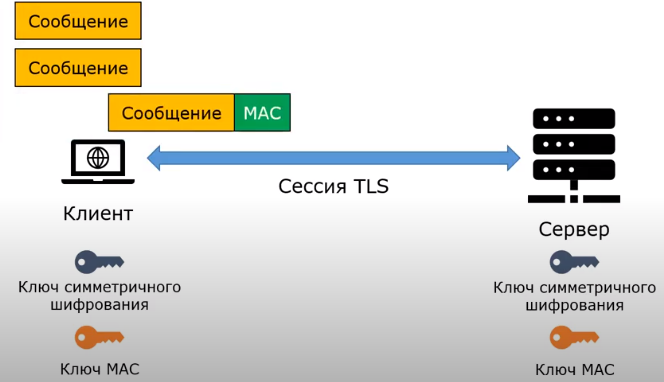 Сообщение
Сообщение
Сообщение MAC
Сессия TLS
Клиент
Сервер
Ключ симметричного
шифрования
Ключ симметричного
шифрования
Ключ MAC
Ключ MAC